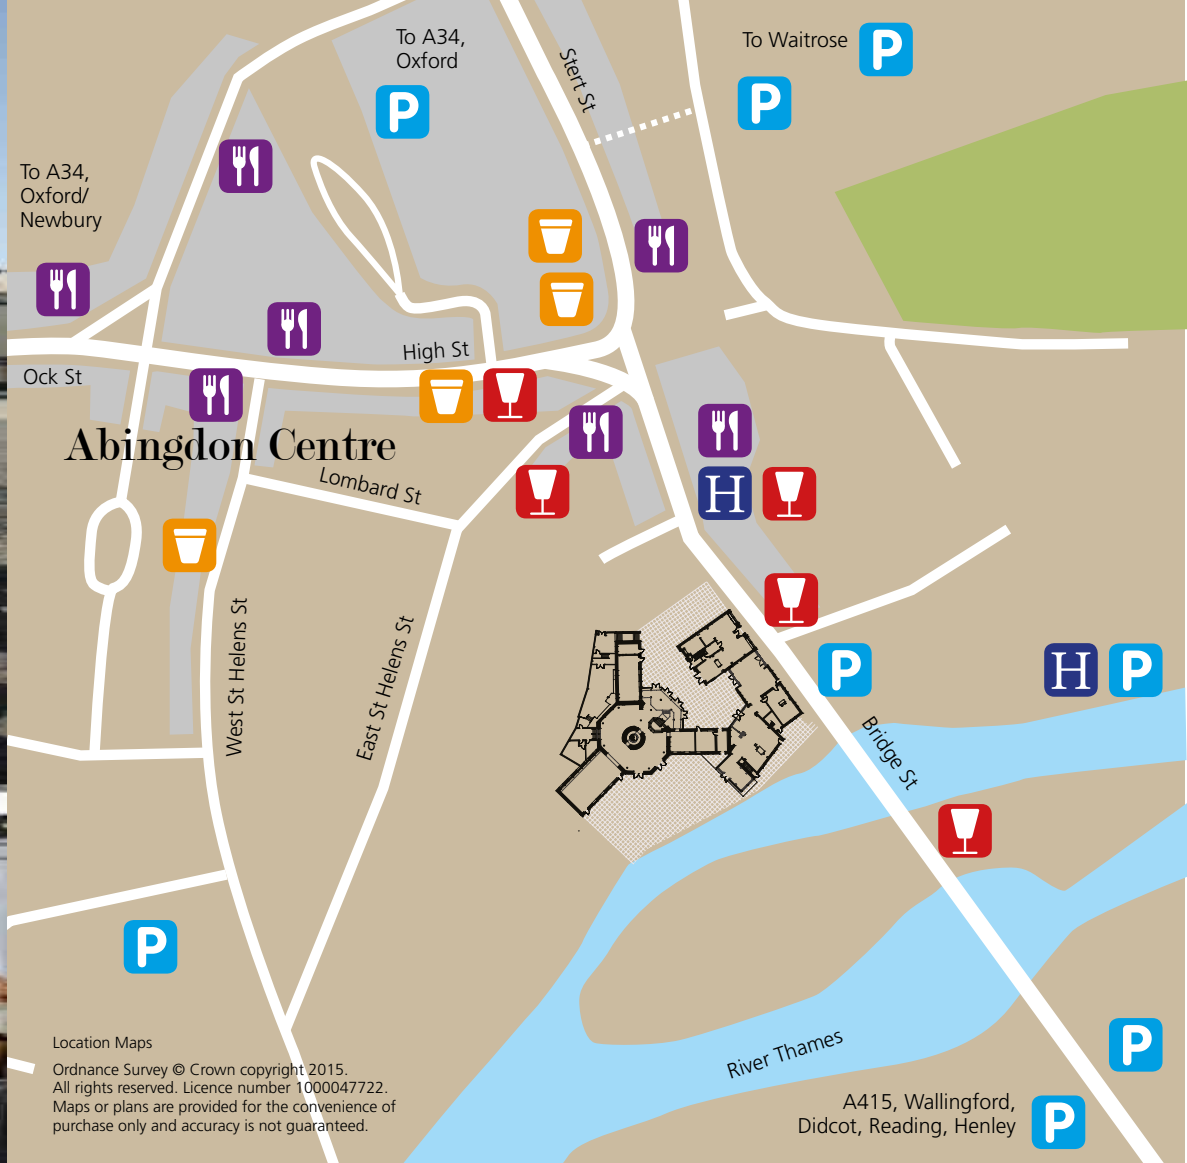 To A34,
Oxford
Stert St
To Waitrose
P
P
P
To A34,
Oxford/
Newbury
High St
Ock St
Abingdon Centre
Lombard St
H
West St Helens St
East St Helens St
P
H
P
Bridge St
P
River Thames
P
A415, Wallingford,
Didcot, Reading, Henley
P
Location Maps
Ordnance Survey © Crown copyright 2015.
All rights reserved. Licence number 1000047722.
Maps or plans are provided for the convenience of
purchase only and accuracy is not guaranteed.